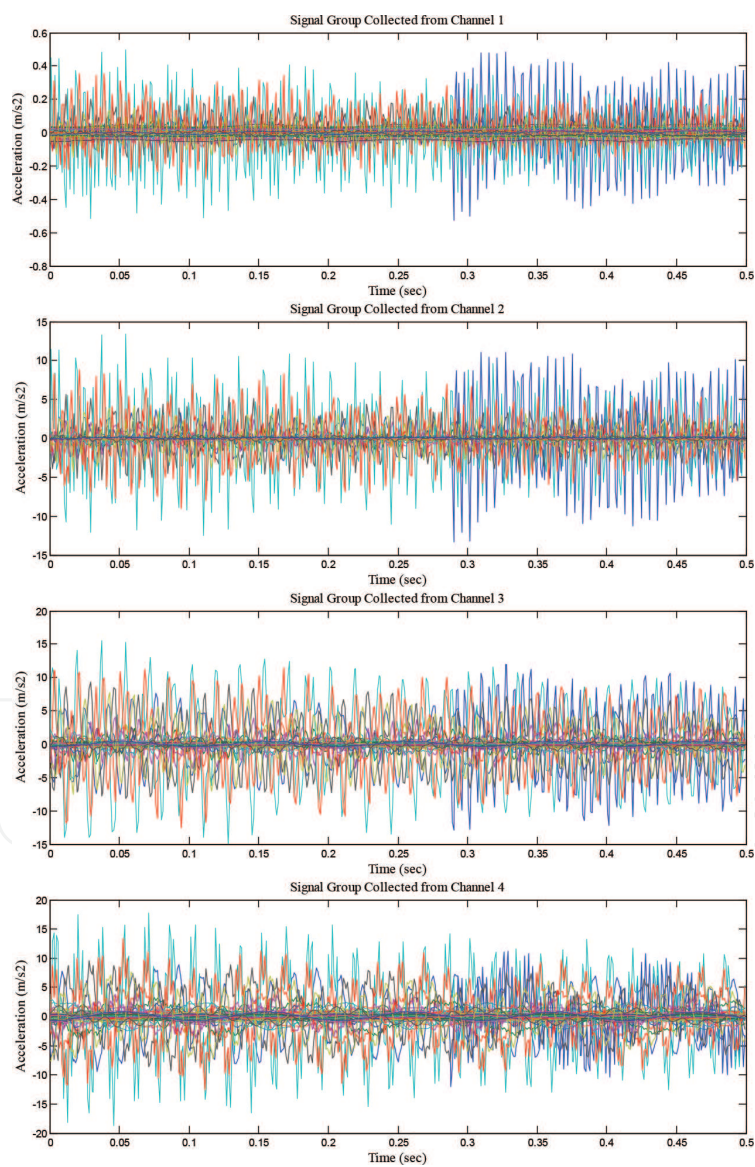 Signal Group Collected from Channel 1
0.6
0.4
0.2
0
-0.2
-0.4
-0.6
-0.8
Acceleration (m/s2)
0 0.05 0.1 0.15 0.2 0.25 0.3 0.35 0.4 0.45 0.5
Time (sec)
Signal Group Collected from Channel 2
15
10
5
0
-5
-10
-15
Acceleration (m/s2)
0 0.05 0.1 0.15 0.2 0.25 0.3 0.35 0.4 0.45 0.5
Time (sec)
Signal Group Collected from Channel 3
20
15
10
5
0
-5
-10
-15
Acceleration (m/s2)
0 0.05 0.1 0.15 0.2 0.25 0.3 0.35 0.4 0.45 0.5
Time (sec)
Signal Group Collected from Channel 4
20
15
10
5
0
-5
-10
-15
-20
Acceleration (m/s2)
0 0.05 0.1 0.15 0.2 0.25 0.3 0.35 0.4 0.45 0.5
Time (sec)